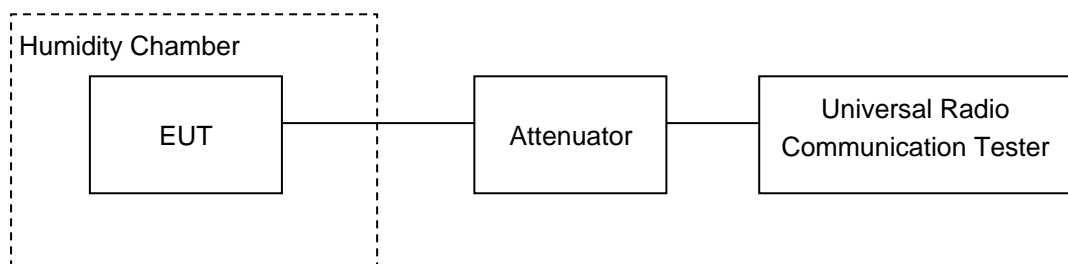 Humidity Chamber
EUT
Attenuator
Universal Radio
Communication Tester